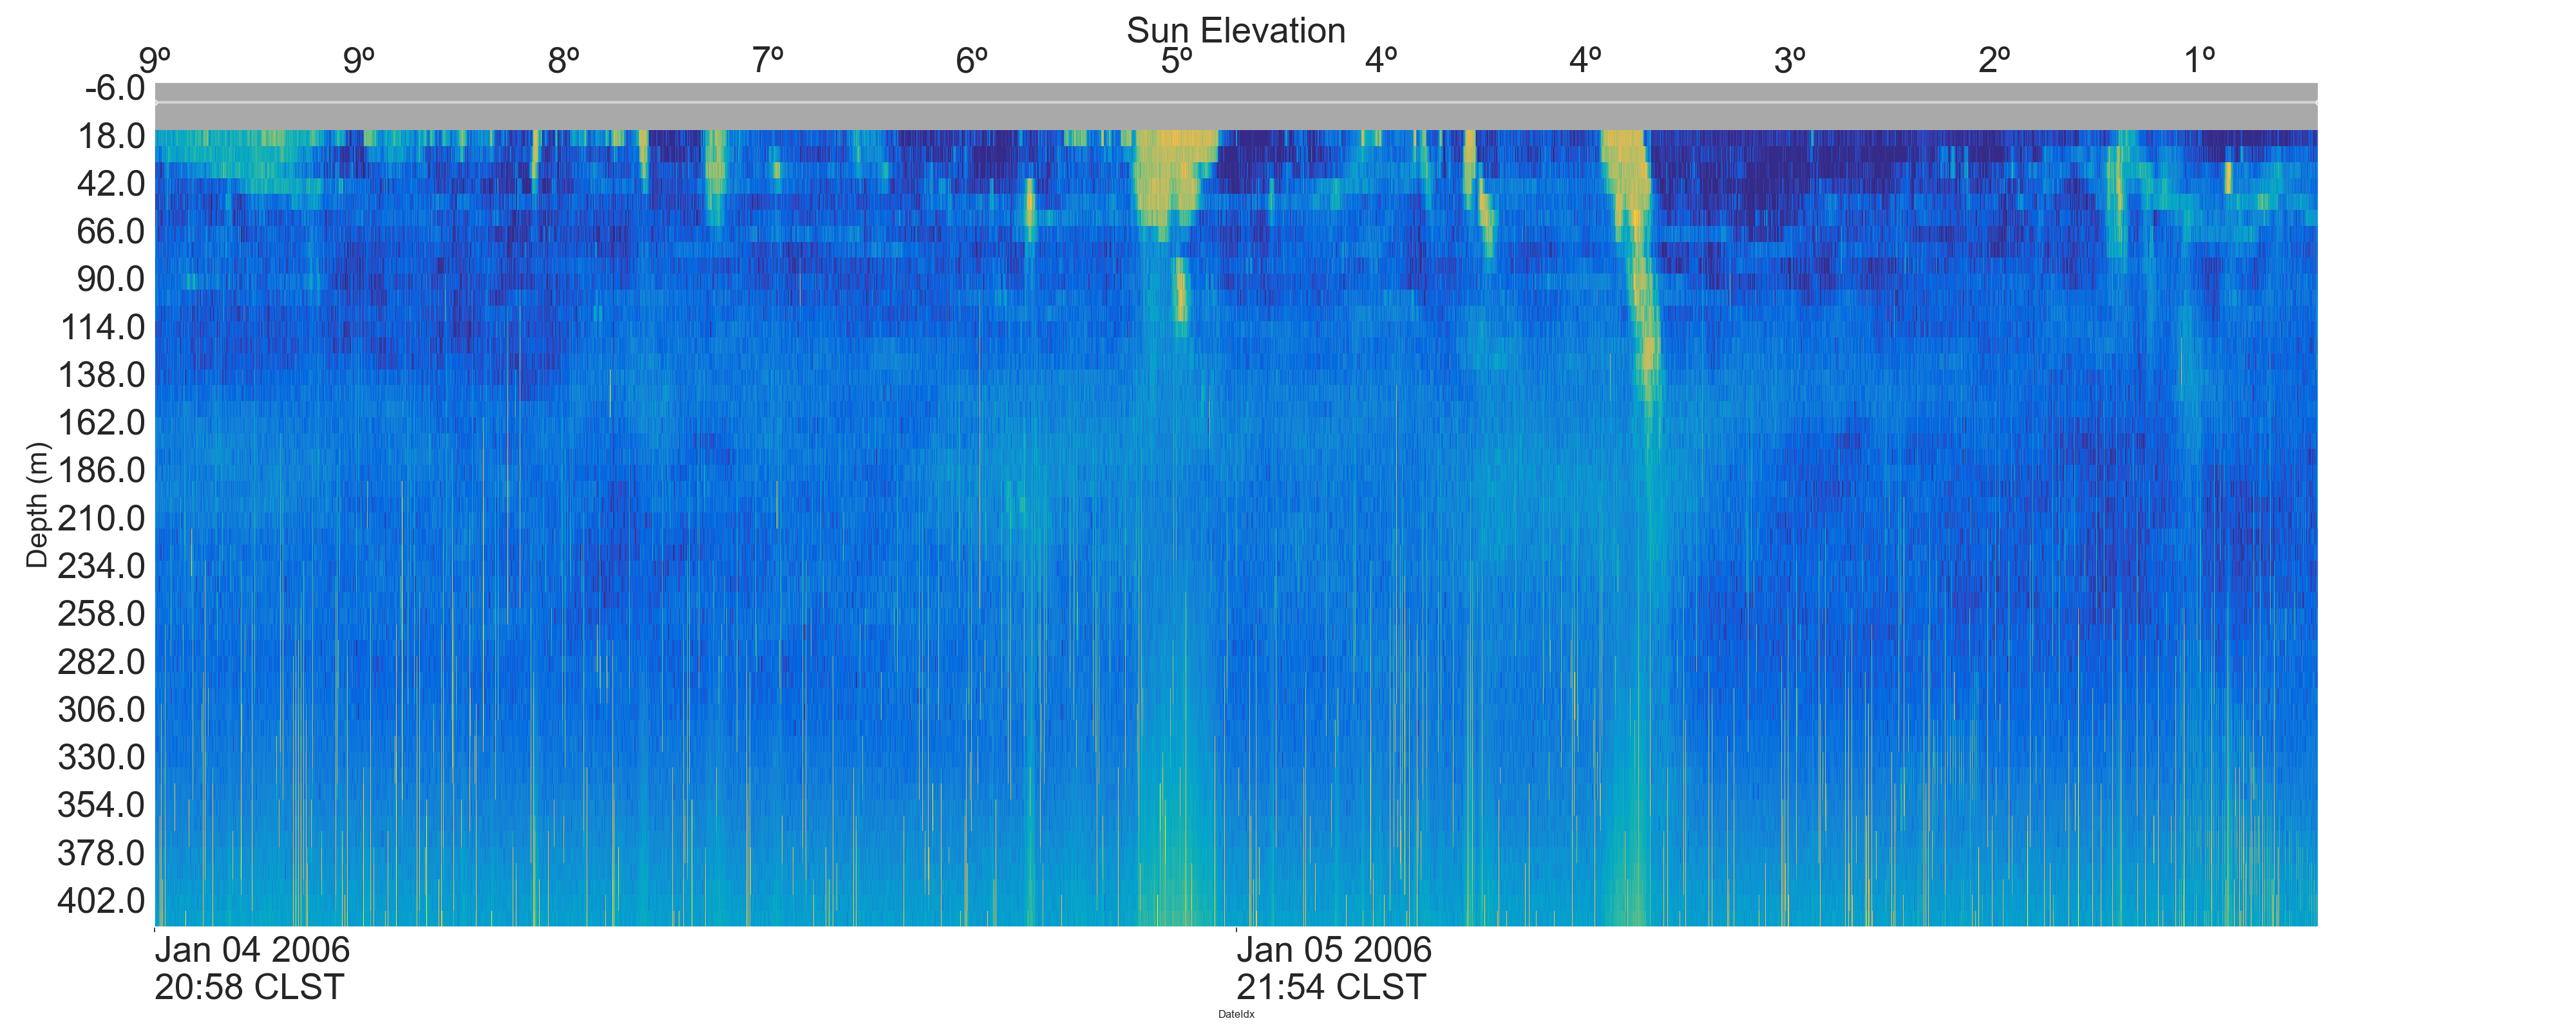 Sun Elevation
9º 9º 8º 7º 6º 5º 4º 4º 3º 2º 1º
-6.0
18.0
42.0
66.0
90.0
114.0
138.0
162.0
186.0
210.0
234.0
258.0
282.0
306.0
330.0
354.0
378.0
402.0
Depth (m)
Jan 04 2006
20:58 CLST
Jan 05 2006
21:54 CLST
DateIdx